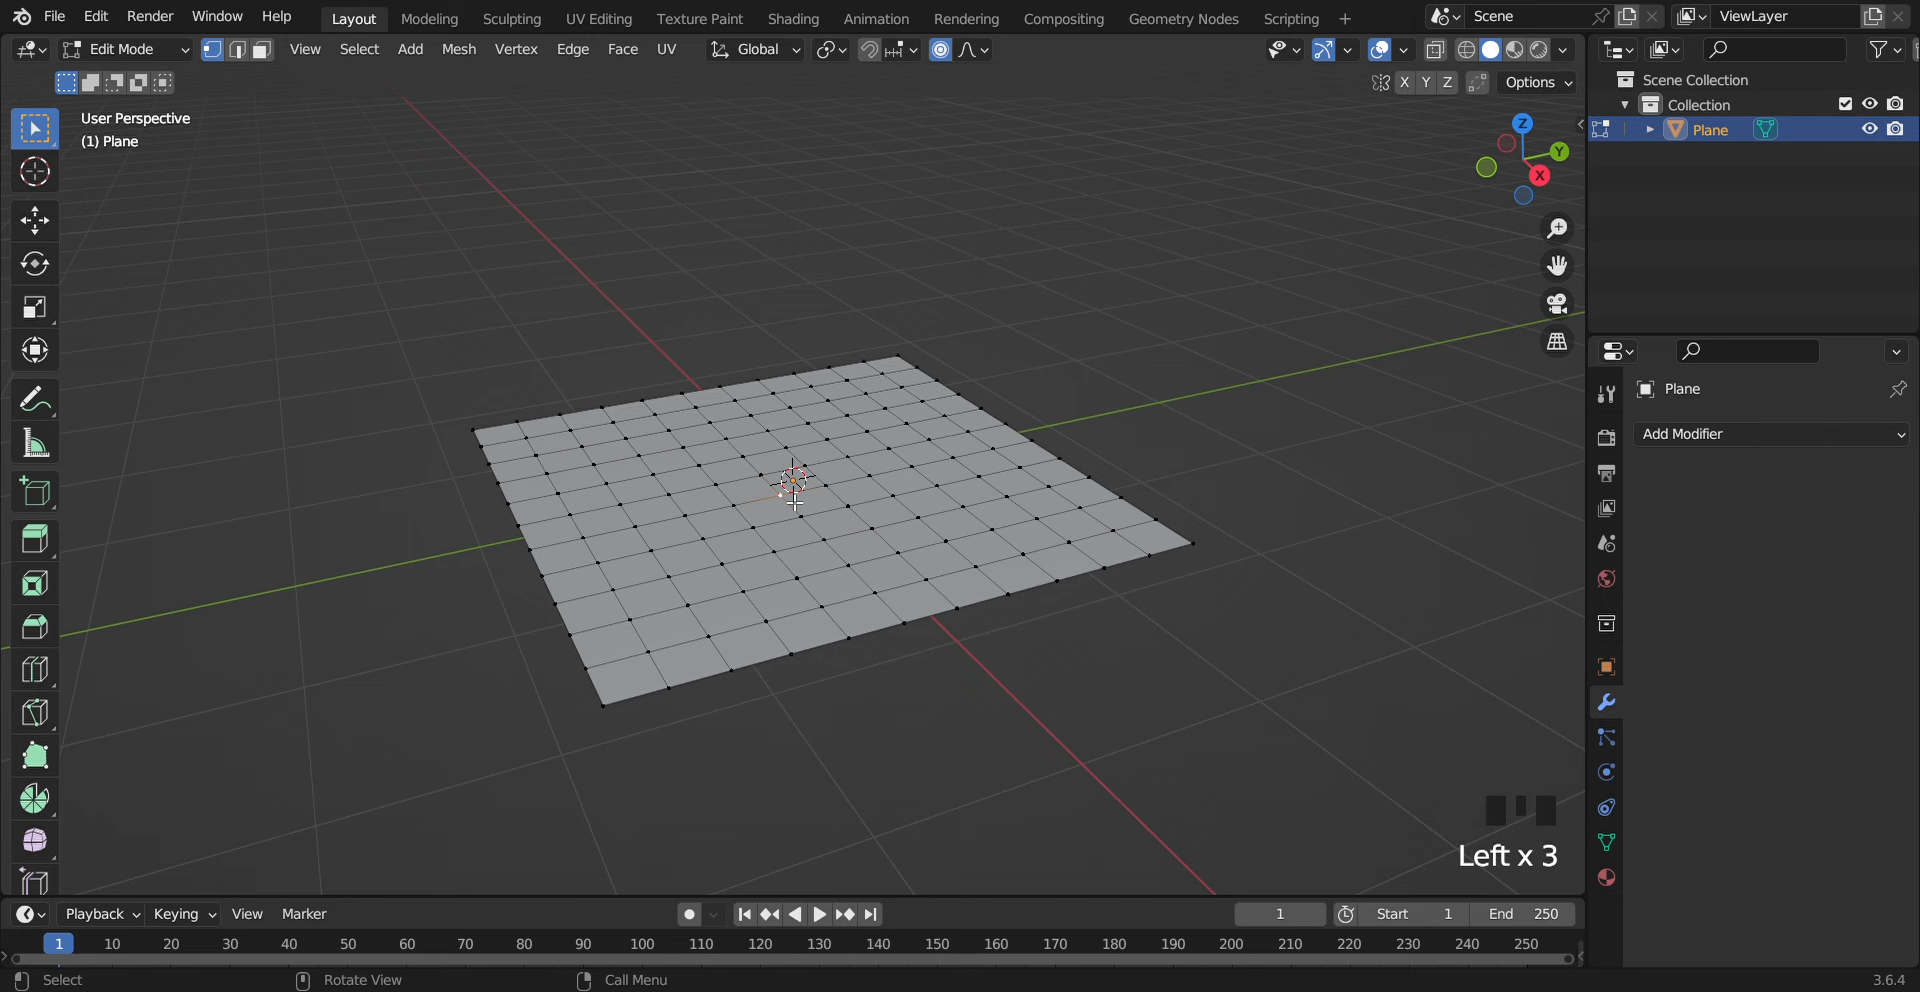 File Edit Render Window Help Layout Modeling Sculpting UV Editing Texture Paint Shading Animation Rendering Compositing Geometry Nodes Scripting + Scene ViewLayer
Edit Mode View Select Add Mesh Vertex Edge Face UV Global
X Y Z Options
Scene Collection
Collection
Plane
User Perspective
(1) Plane
Z
Y
X
Plane
Add Modifier
Left x 3
Playback Keying View Marker 1 Start 1 End 250
1 10 20 30 40 50 60 70 80 90 100 110 120 130 140 150 160 170 180 190 200 210 220 230 240 250
Select Rotate View Call Menu 3.6.4